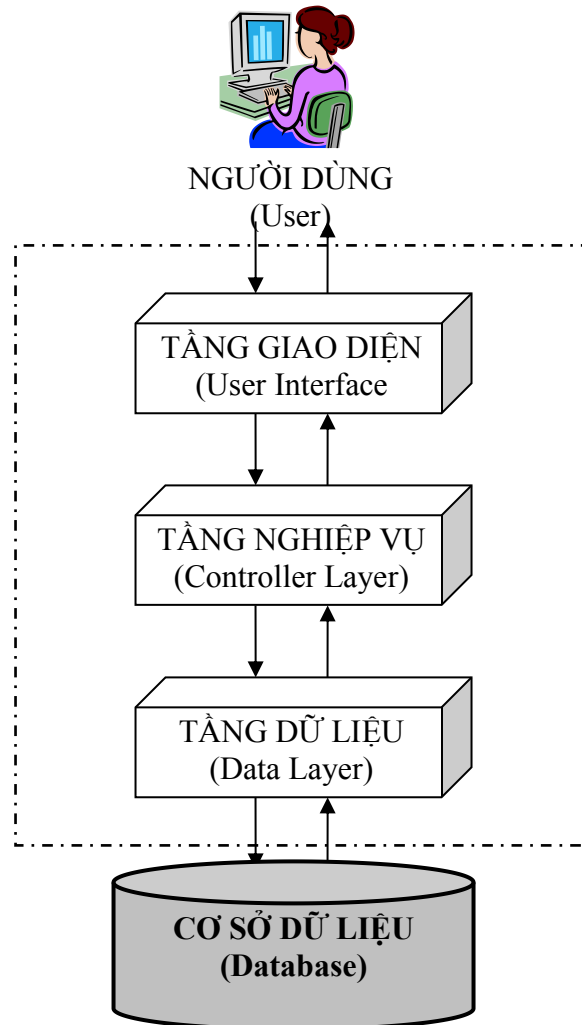 NGƯỜI DÙNG
(User)
TẦNG GIAO DIỆN
(User Interface
TẦNG NGHIỆP VỤ
(Controller Layer)
TẦNG DỮ LIỆU
(Data Layer)
CƠ SỞ DỮ LIỆU
(Database)